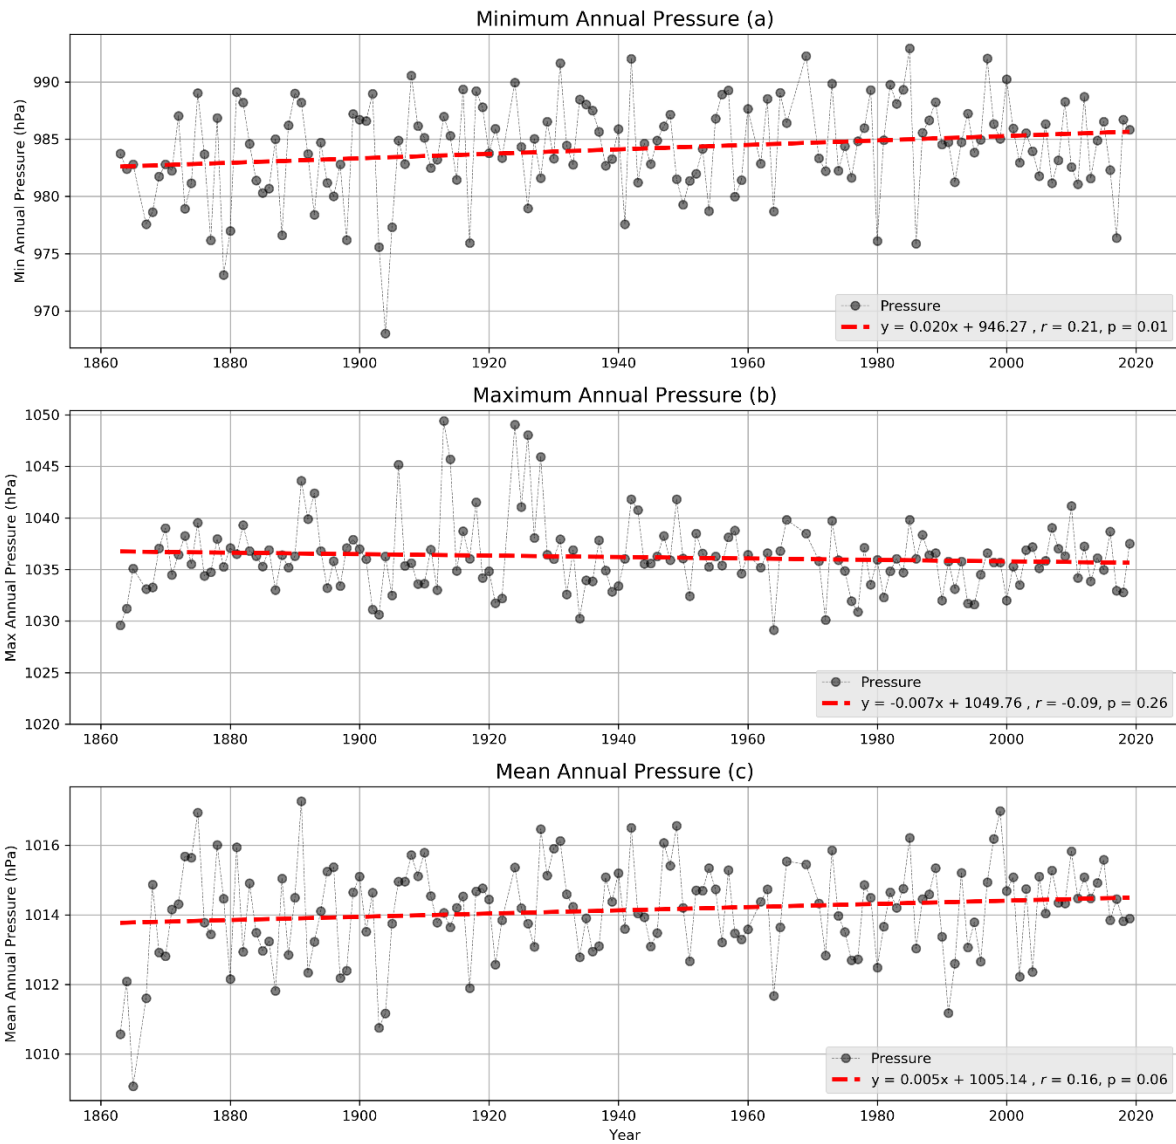 Minimum Annual Pressure (a)
Min Annual Pressure (hPa)
990
985
980
975
970
Pressure
y = 0.020x + 946.27 , r = 0.21, p = 0.01
1860 1880 1900 1920 1940 1960 1980 2000 2020
Maximum Annual Pressure (b)
Max Annual Pressure (hPa)
1050
1045
1040
1035
1030
1025
1020
Pressure
y = -0.007x + 1049.76 , r = -0.09, p = 0.26
1860 1880 1900 1920 1940 1960 1980 2000 2020
Mean Annual Pressure (c)
Mean Annual Pressure (hPa)
1016
1014
1012
1010
Pressure
y = 0.005x + 1005.14 , r = 0.16, p = 0.06
1860 1880 1900 1920 1940 1960 1980 2000 2020
Year